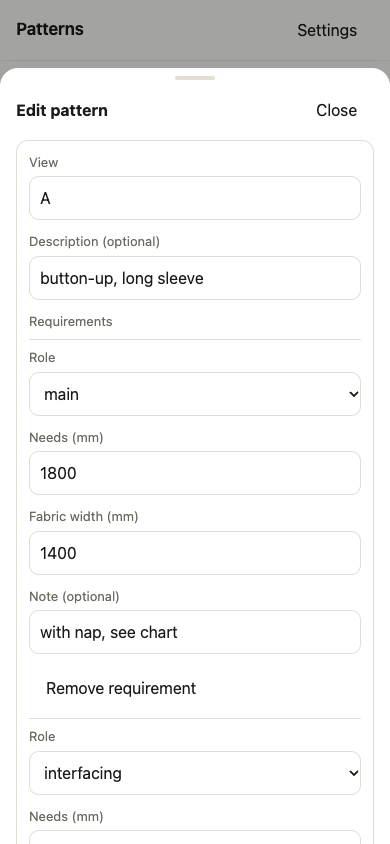 Patterns
Settings
Edit pattern
Close
View
A
Description (optional)
button-up, long sleeve
Requirements
Role
main
Needs (mm)
1800
Fabric width (mm)
1400
Note (optional)
with nap, see chart
Remove requirement
Role
interfacing
Needs (mm)